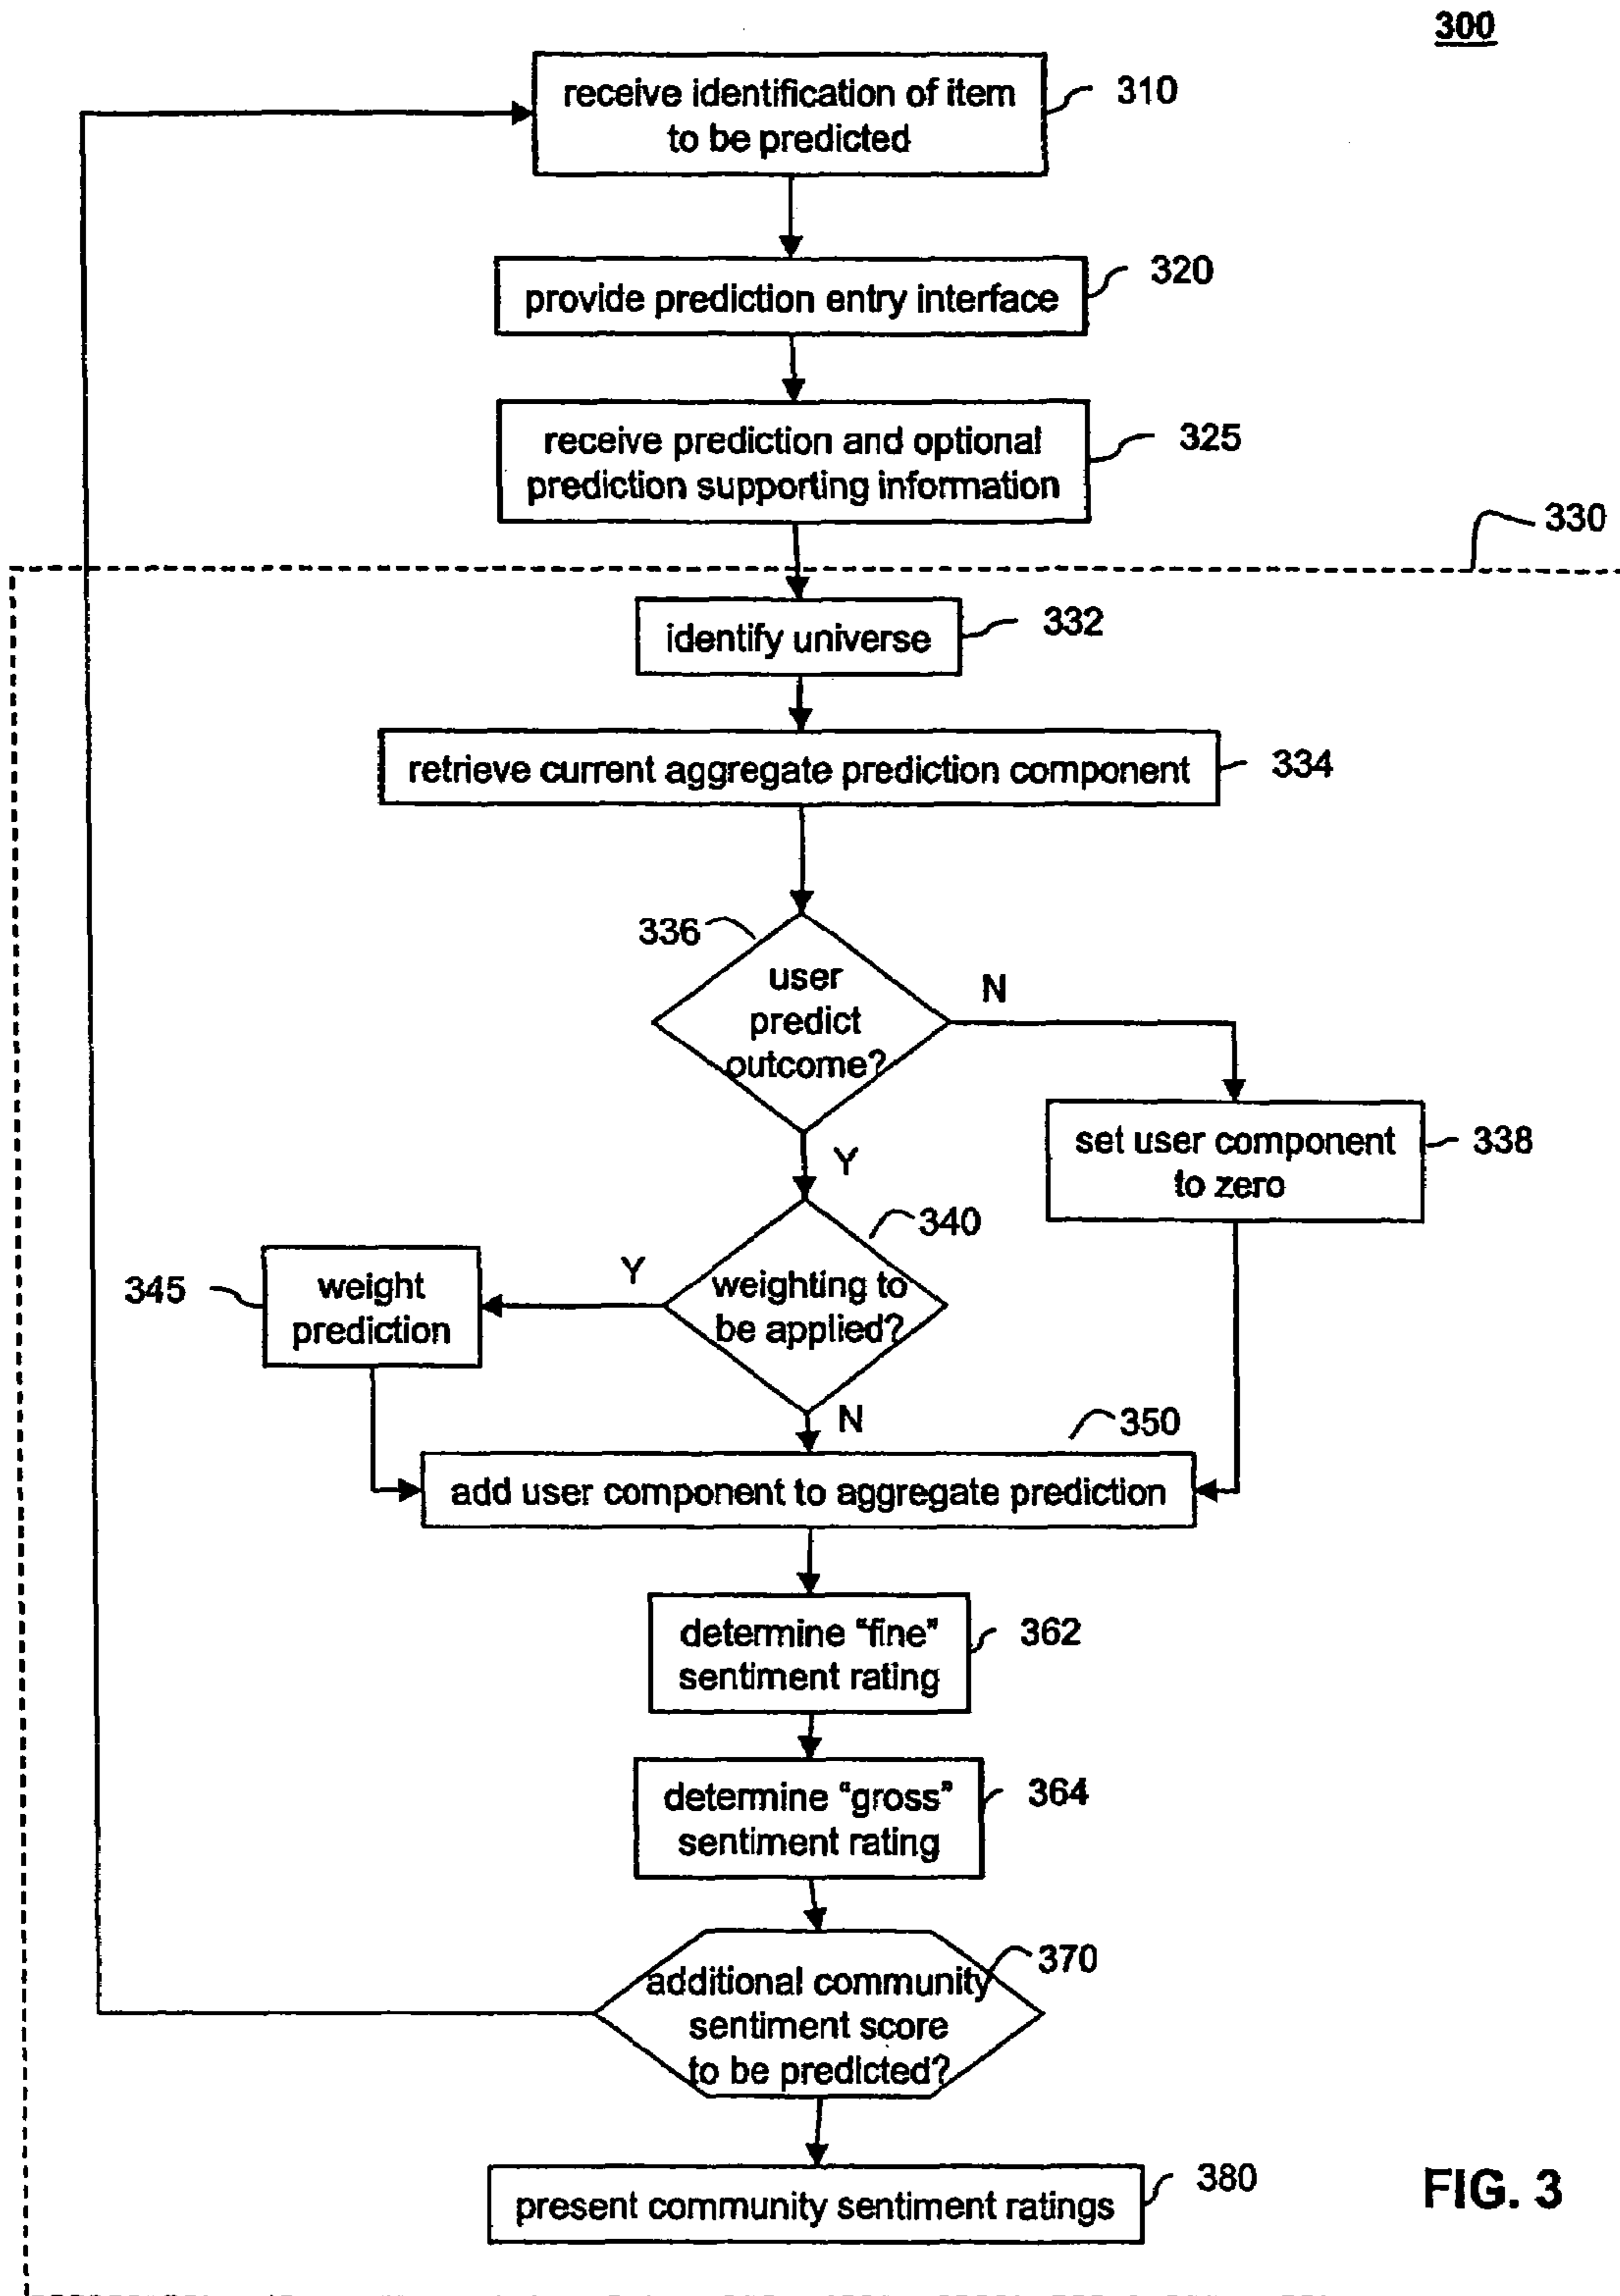 300
receive identification of item
to be predicted
310
provide prediction entry interface
320
receive prediction and optional
prediction supporting information
325
330
identify universe
332
retrieve current aggregate prediction component
334
336
user
predict
outcome?
N
Y
set user component
to zero
338
340
weighting to
be applied?
Y
N
345
weight
prediction
350
add user component to aggregate prediction
determine “fine”
sentiment rating
362
determine “gross”
sentiment rating
364
370
additional community
sentiment score
to be predicted?
present community sentiment ratings
380
FIG. 3